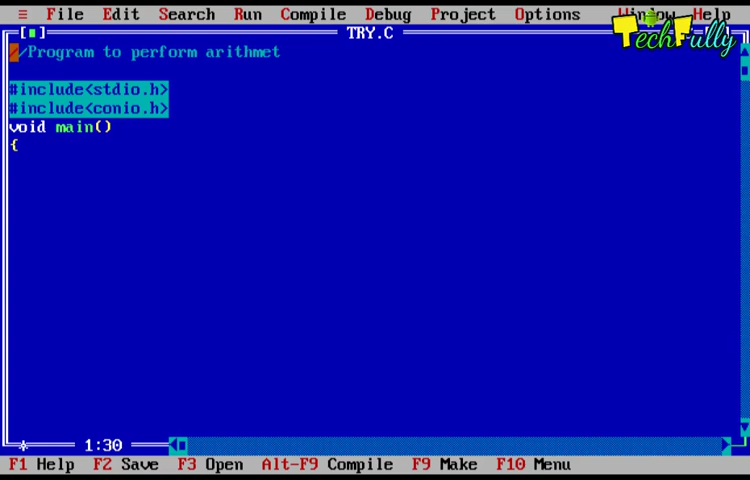 ≡ File Edit Search Run Compile Debug Project Options Window Help
TechFully
TRY.C
//Program to perform arithmet
#include<stdio.h>
#include<conio.h>
void main()
{
1:30
F1 Help F2 Save F3 Open Alt-F9 Compile F9 Make F10 Menu